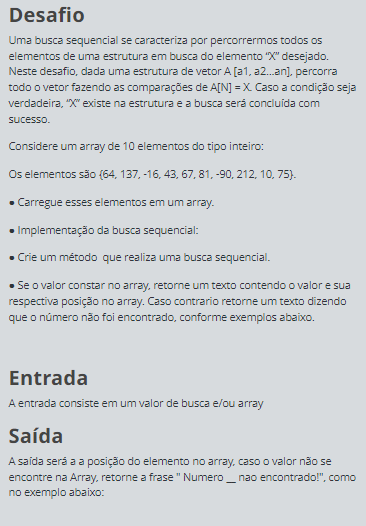 Desafio
Uma busca sequencial se caracteriza por percorrermos todos os
elementos de uma estrutura em busca do elemento “X” desejado.
Neste desafio, dada uma estrutura de vetor A [a1, a2...an], percorra
todo o vetor fazendo as comparações de A[N] = X. Caso a condição seja
verdadeira, “X” existe na estrutura e a busca será concluída com
sucesso.
Considere um array de 10 elementos do tipo inteiro:
Os elementos são {64, 137, -16, 43, 67, 81, -90, 212, 10, 75}.
● Carregue esses elementos em um array.
● Implementação da busca sequencial:
● Crie um método que realiza uma busca sequencial.
● Se o valor constar no array, retorne um texto contendo o valor e sua
respectiva posição no array. Caso contrario retorne um texto dizendo
que o número não foi encontrado, conforme exemplos abaixo.
Entrada
A entrada consiste em um valor de busca e/ou array
Saída
A saída será a a posição do elemento no array, caso o valor não se
encontre na Array, retorne a frase " Numero __ nao encontrado!", como
no exemplo abaixo: